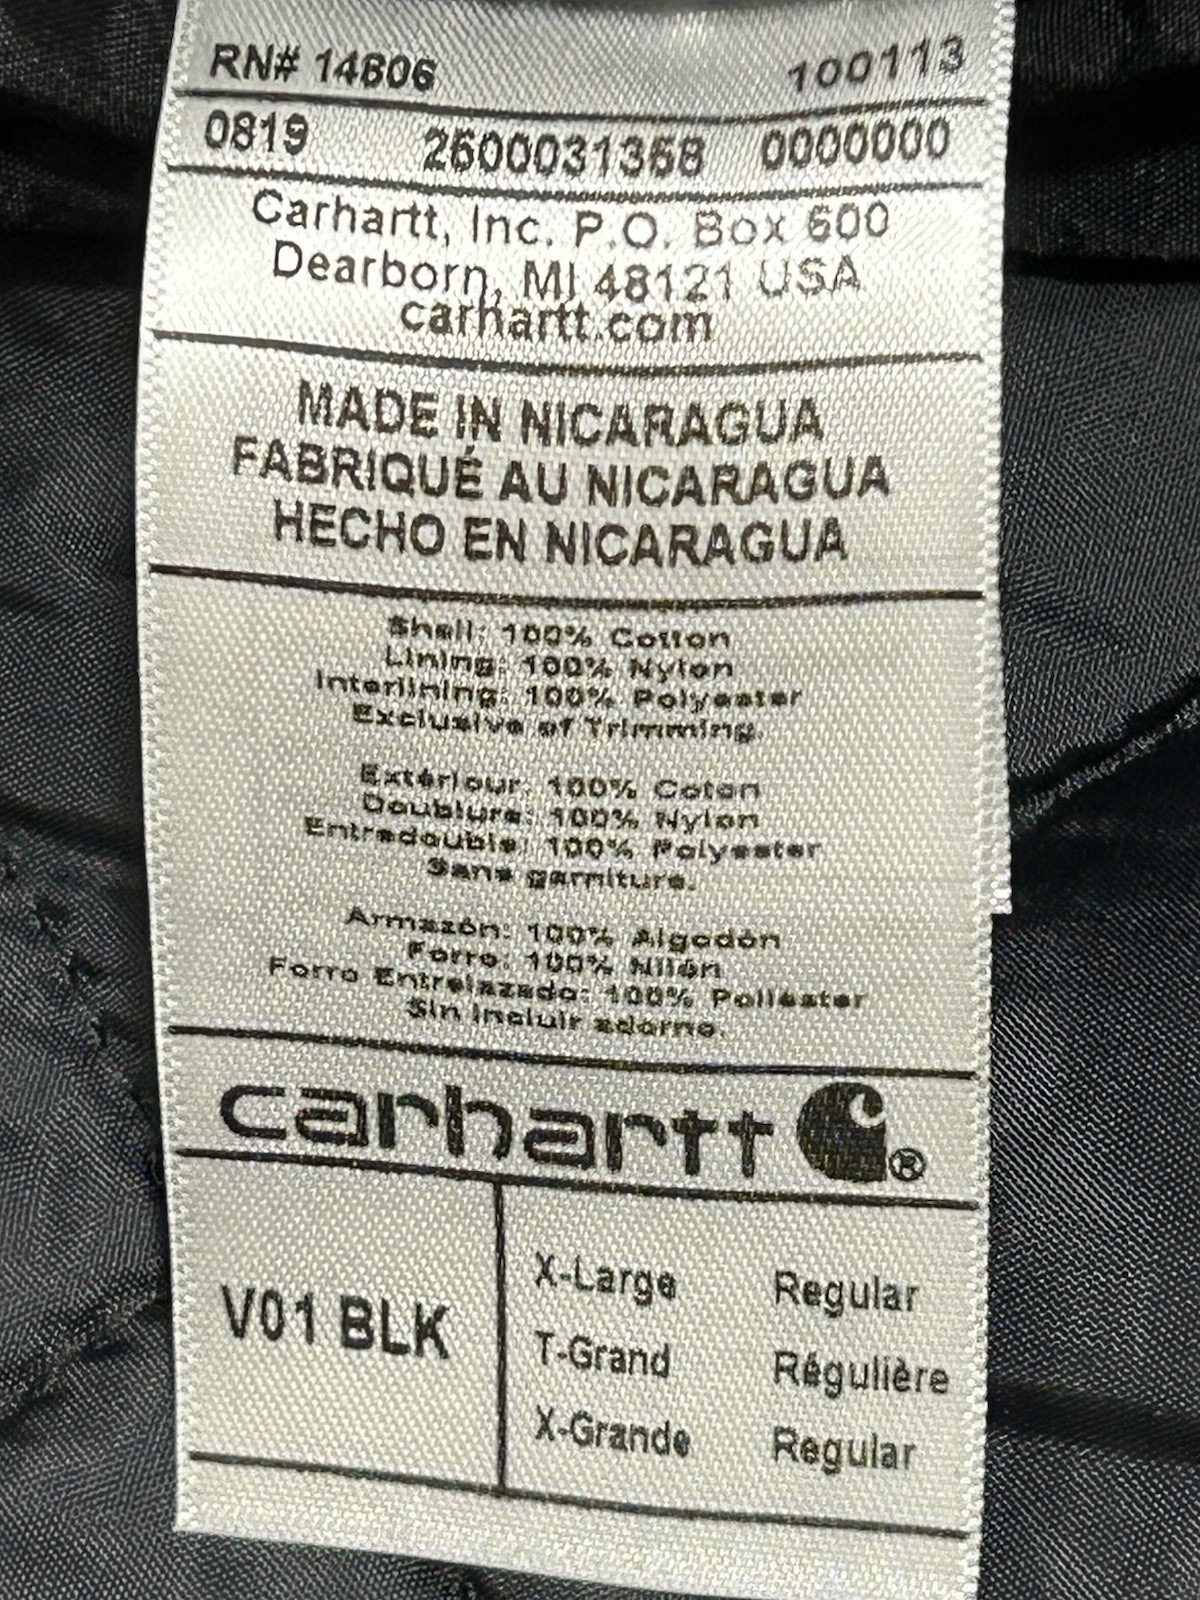 RN# 14806 100113
0819 2600031358 0000000
Carhartt, Inc. P.O. Box 600
Dearborn, MI 48121 USA
carhartt.com
MADE IN NICARAGUA
FABRIQUÉ AU NICARAGUA
HECHO EN NICARAGUA
Shell: 100% Cotton
Lining: 100% Nylon
Interlining: 100% Polyester
Exclusive of Trimming.
Extériour: 100% Coton
Doublure: 100% Nylon
Entredouble: 100% Polyester
Sans garniture.
Armazón: 100% Algodón
Forro: 100% Nilón
Forro Entrelazado: 100% Poliéster
Sin incluir adorno.
carhartt ®
V01 BLK
X-Large Regular
T-Grand Régulière
X-Grande Regular